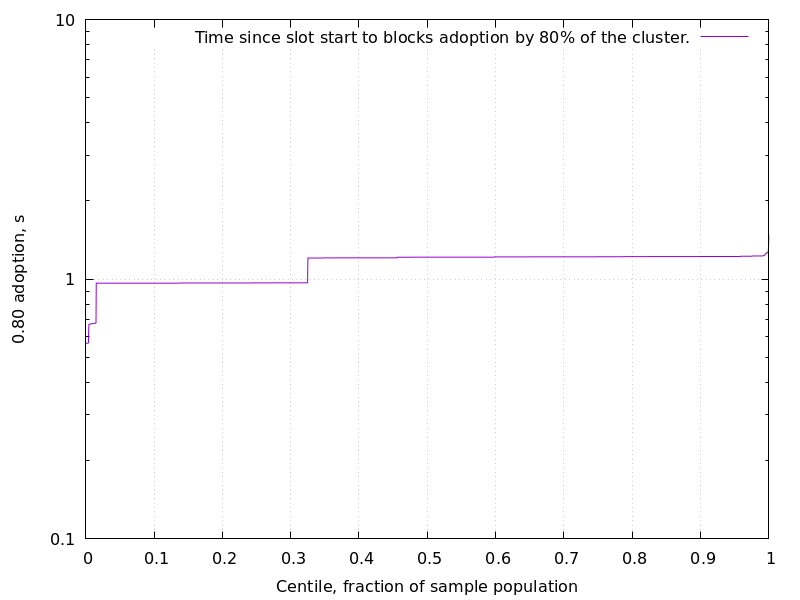 10
Time since slot start to blocks adoption by 80% of the cluster.
0.80 adoption, s
1
0.1
0 0.1 0.2 0.3 0.4 0.5 0.6 0.7 0.8 0.9 1
Centile, fraction of sample population